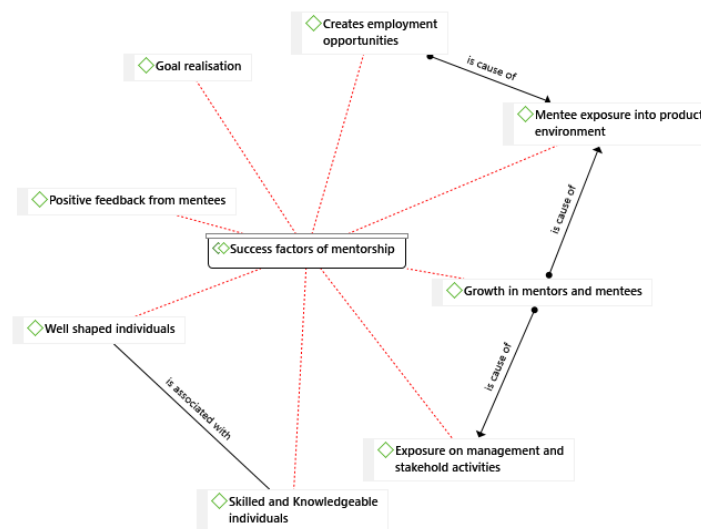 Creates employment
opportunities
Goal realisation
is cause of
Mentee exposure into product
environment
is cause of
Positive feedback from mentees
Success factors of mentorship
Growth in mentors and mentees
Well shaped individuals
is cause of
is associated with
Exposure on management and
stakehold activities
Skilled and Knowledgeable
individuals